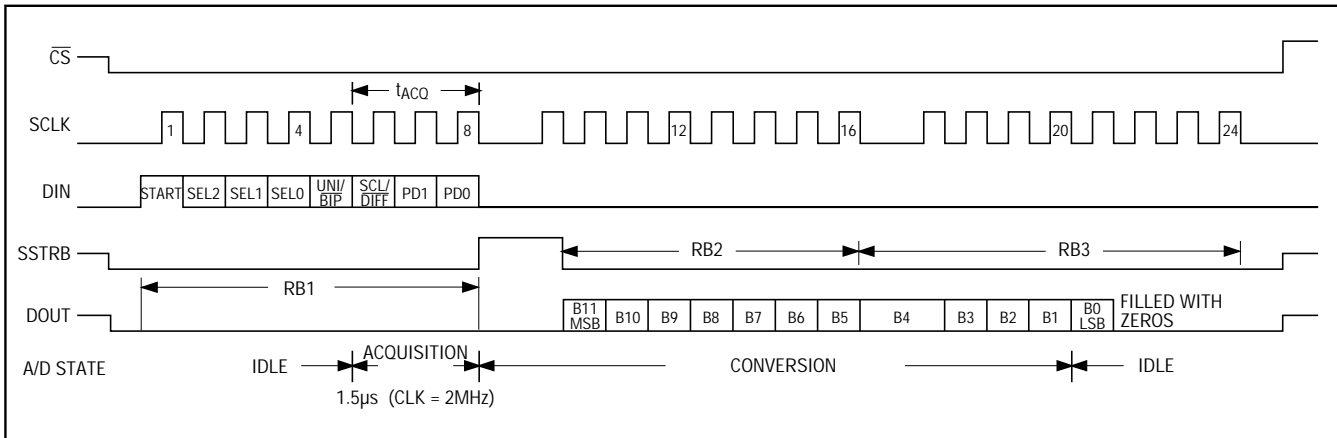 CS
tACQ
SCLK 1 4 8 12 16 20 24
DIN START SEL2 SEL1 SEL0 UNI/BIP SCL/DIFF PD1 PD0
SSTRB RB2 RB3
RB1
DOUT B11 MSB B10 B9 B8 B7 B6 B5 B4 B3 B2 B1 B0 LSB FILLED WITH ZEROS
A/D STATE IDLE ACQUISITION CONVERSION IDLE
1.5µs (CLK = 2MHz)